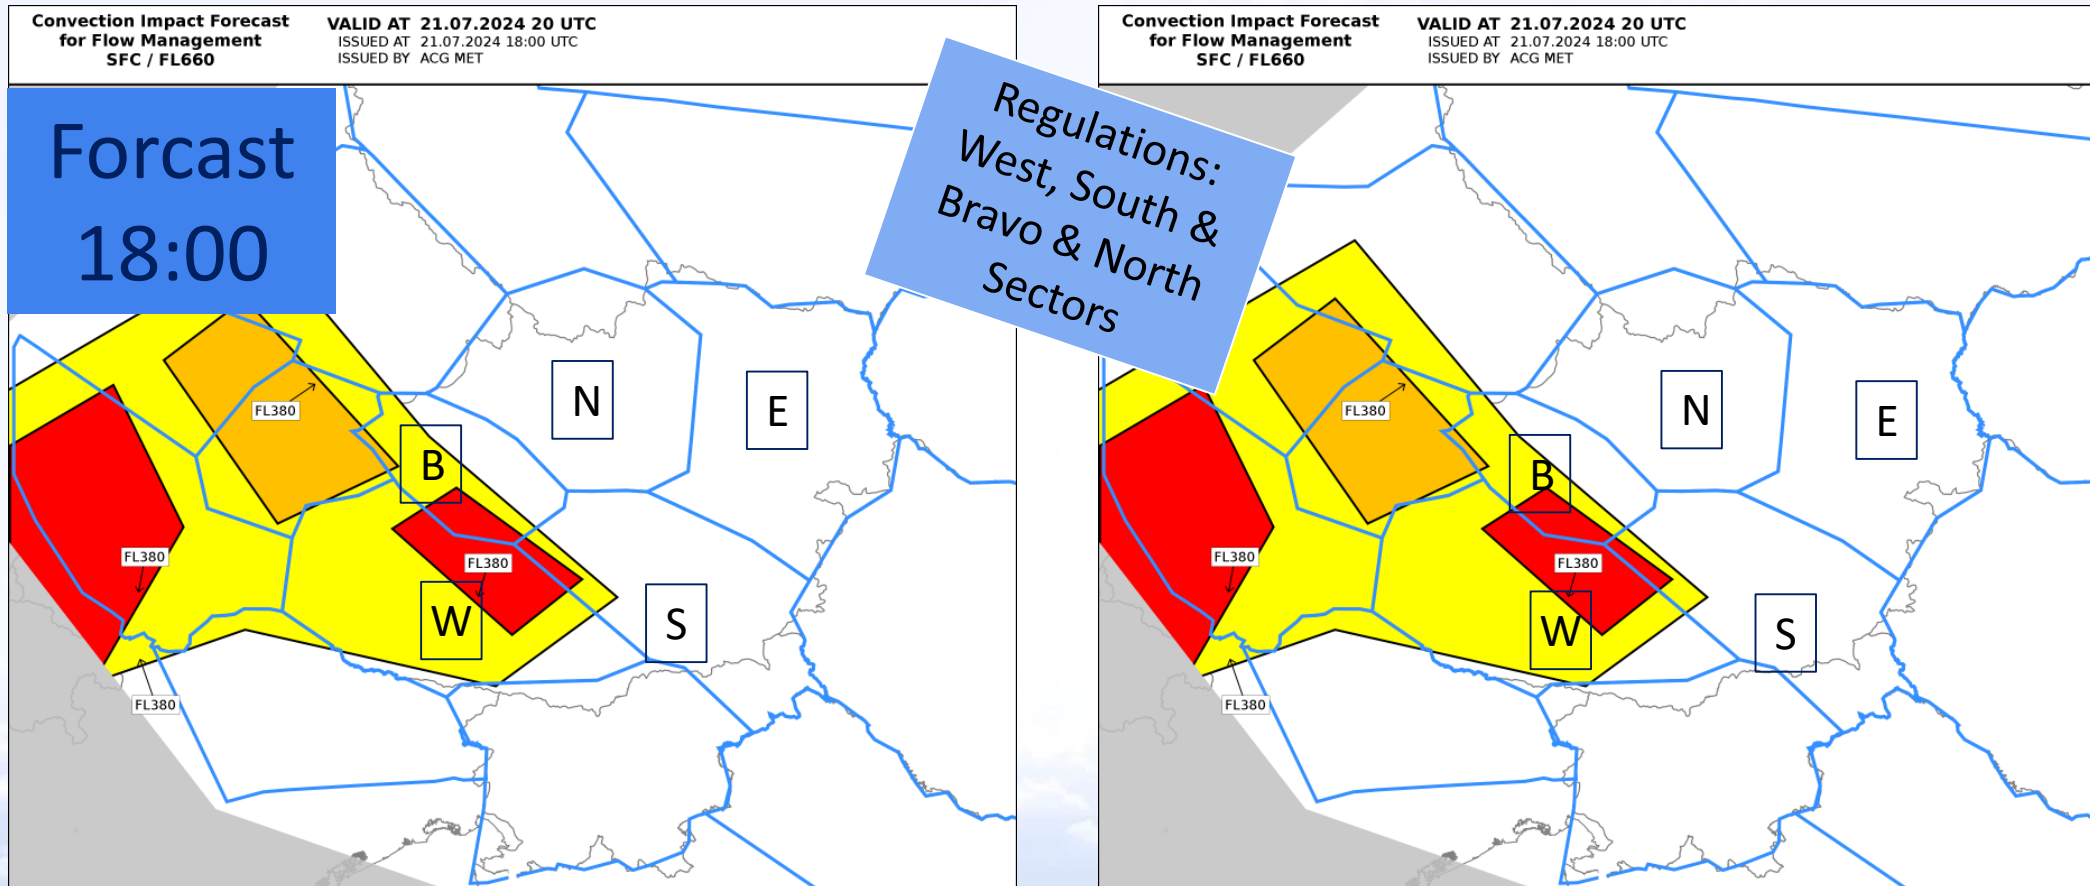 Convection Impact Forecast
for Flow Management
SFC / FL660
VALID AT 21.07.2024 20 UTC
ISSUED AT 21.07.2024 18:00 UTC
ISSUED BY ACG MET
Forcast
18:00
FL380
FL380
FL380
FL380
N
E
B
W
S
Regulations:
West, South &
Bravo & North
Sectors
Convection Impact Forecast
for Flow Management
SFC / FL660
VALID AT 21.07.2024 20 UTC
ISSUED AT 21.07.2024 18:00 UTC
ISSUED BY ACG MET
FL380
FL380
FL380
FL380
N
E
B
W
S